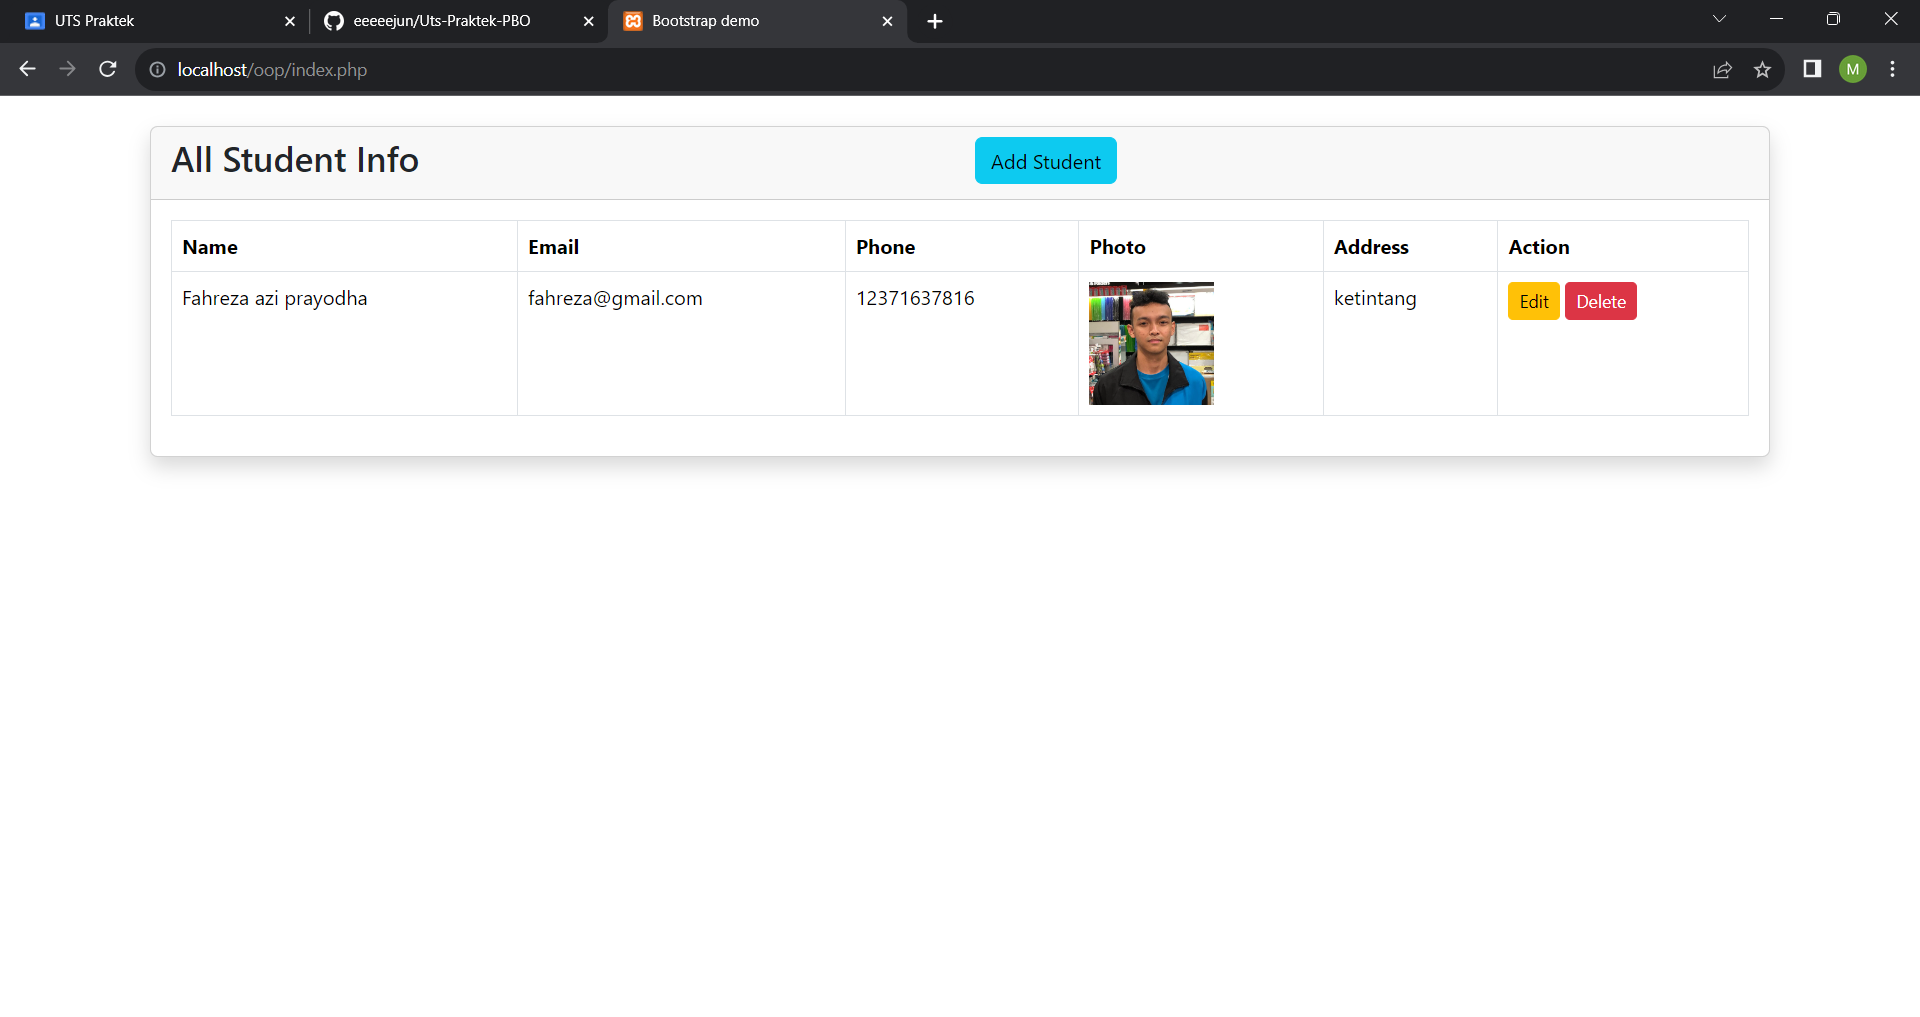 UTS Praktek
eeeeejun/Uts-Praktek-PBO
Bootstrap demo
localhost/oop/index.php
M
All Student Info
Add Student
Name Email Phone Photo Address Action
Fahreza azi prayodha fahreza@gmail.com 12371637816 ketintang Edit Delete